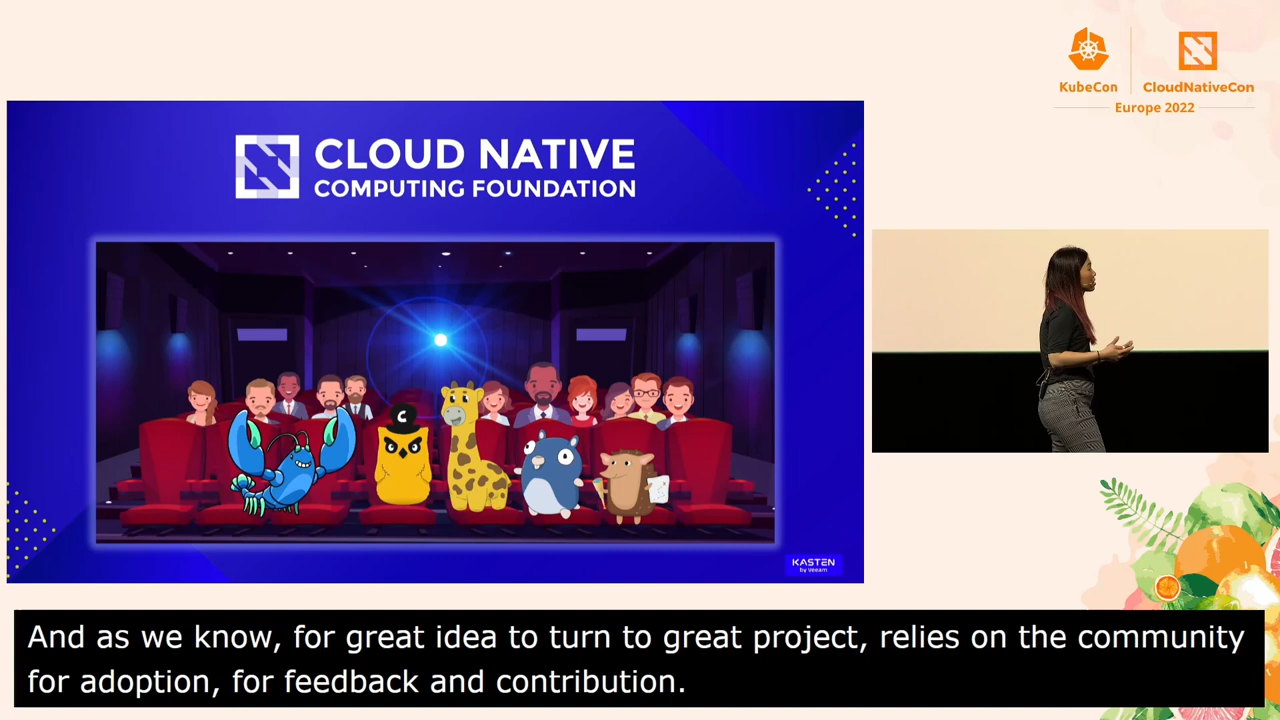 KubeCon
CloudNativeCon
Europe 2022
CLOUD NATIVE
COMPUTING FOUNDATION
C
KASTEN
by Veeam
And as we know, for great idea to turn to great project, relies on the community
for adoption, for feedback and contribution.